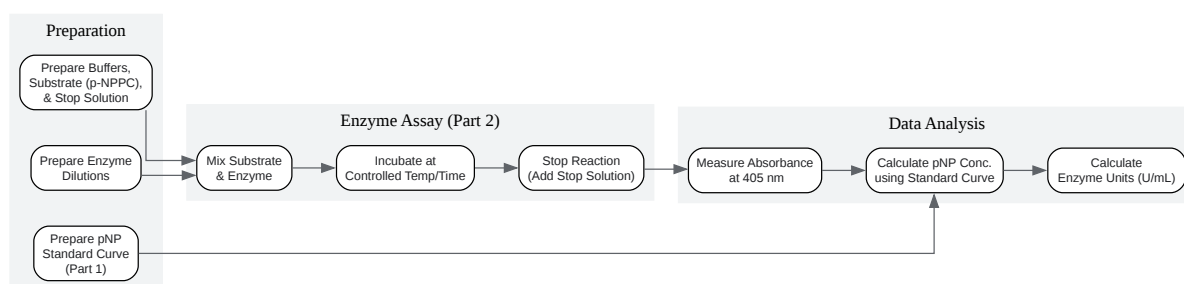 Preparation
Prepare Buffers,
Substrate (p-NPPC),
& Stop Solution
Prepare Enzyme
Dilutions
Prepare pNP
Standard Curve
(Part 1)
Enzyme Assay (Part 2)
Mix Substrate
& Enzyme
Incubate at
Controlled Temp/Time
Stop Reaction
(Add Stop Solution)
Data Analysis
Measure Absorbance
at 405 nm
Calculate pNP Conc.
using Standard Curve
Calculate
Enzyme Units (U/mL)